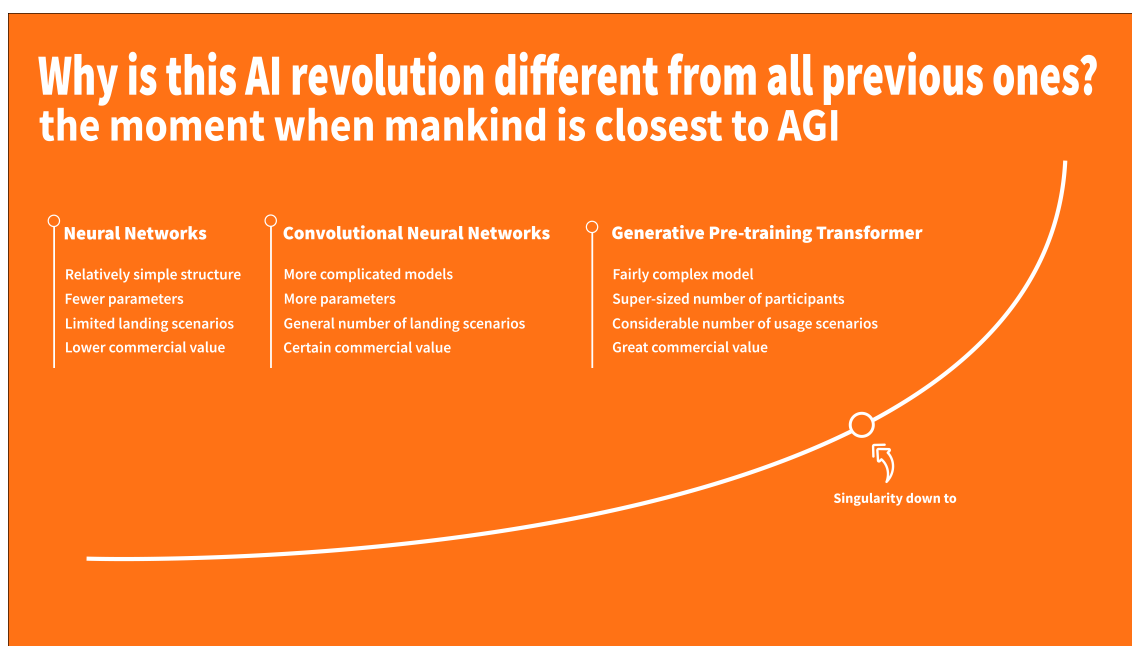 Why is this AI revolution different from all previous ones?
the moment when mankind is closest to AGI
Neural Networks
Relatively simple structure
Fewer parameters
Limited landing scenarios
Lower commercial value
Convolutional Neural Networks
More complicated models
More parameters
General number of landing scenarios
Certain commercial value
Generative Pre-training Transformer
Fairly complex model
Super-sized number of participants
Considerable number of usage scenarios
Great commercial value
Singularity down to